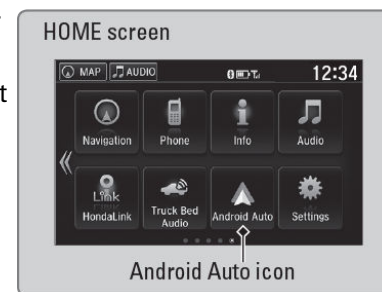 HOME screen
MAP AUDIO 12:34
Navigation Phone Info Audio
Link
HondaLink Truck Bed Audio Android Auto Settings
Android Auto icon
t